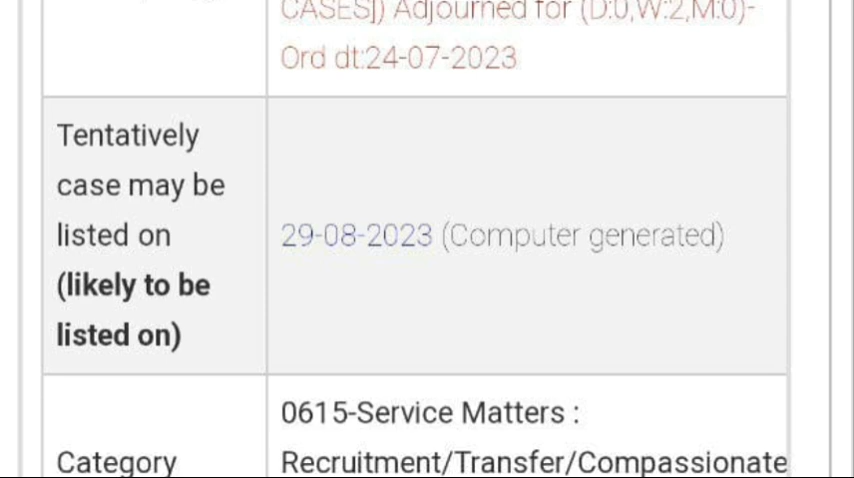 CASES]) Adjourned for (D:0,W:2,M:0)-
Ord dt:24-07-2023
Tentatively
case may be
listed on
(likely to be
listed on)
29-08-2023 (Computer generated)
Category
0615-Service Matters :
Recruitment/Transfer/Compassionate